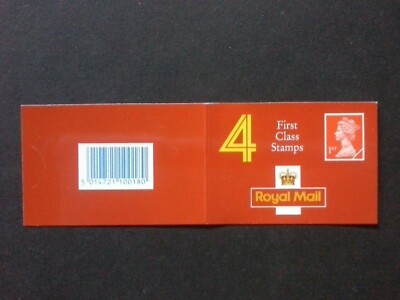 5 014721 100180
4
First
Class
Stamps
1ST
Royal Mail